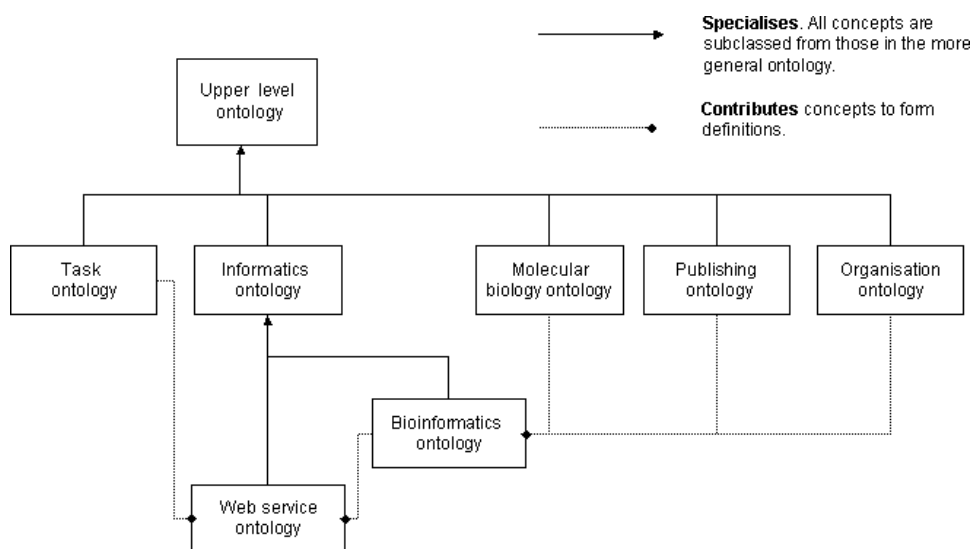 Specialises. All concepts are
subclassed from those in the more
general ontology.
Contributes concepts to form
definitions.
Upper level
ontology
Task
ontology
Informatics
ontology
Molecular
biology ontology
Publishing
ontology
Organisation
ontology
Bioinformatics
ontology
Web service
ontology